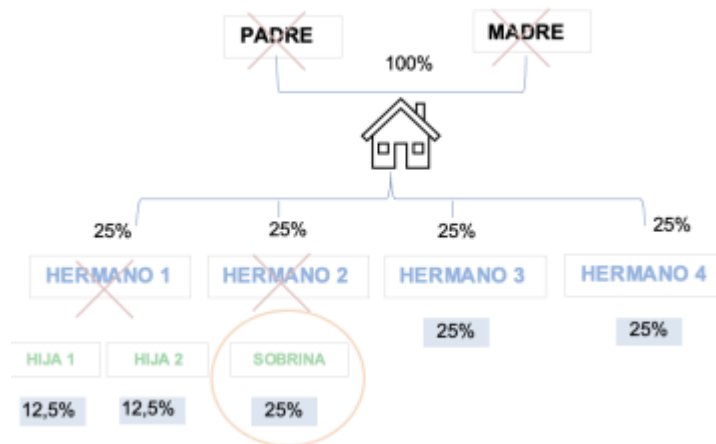 PADRE
MADRE
100%
25%
25%
25%
25%
HERMANO 1
HERMANO 2
HERMANO 3
HERMANO 4
25%
25%
HIJA 1
HIJA 2
SOBRINA
12,5%
12,5%
25%